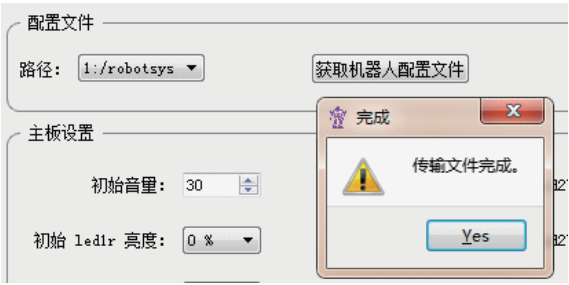 配置文件
路径： 1:/robotsys
获取机器人配置文件
完成
传输文件完成。
Yes
主板设置
初始音量： 30
初始 led1r 亮度： 0 %